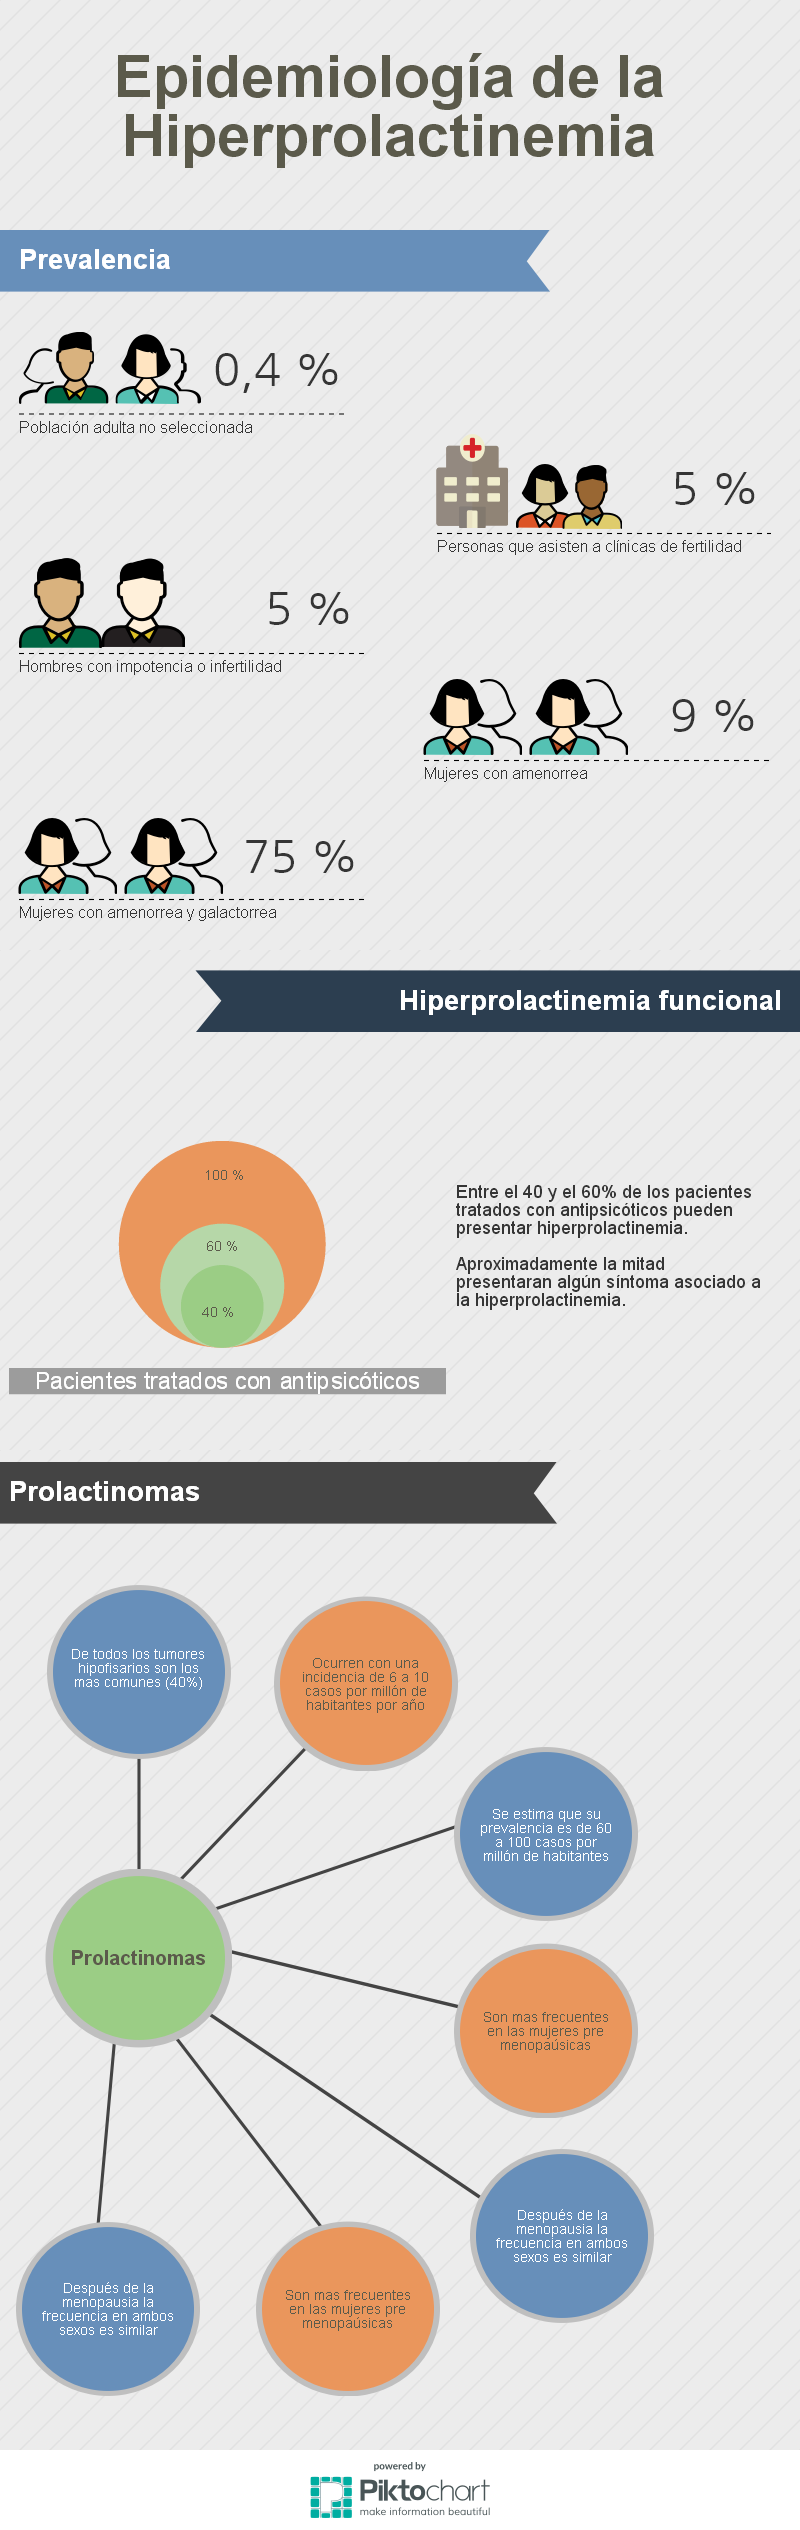 Epidemiología de la
Hiperprolactinemia
Prevalencia
0,4 %
Población adulta no seleccionada
5 %
Personas que asisten a clínicas de fertilidad
5 %
Hombres con impotencia o infertilidad
9 %
Mujeres con amenorrea
75 %
Mujeres con amenorrea y galactorrea
Hiperprolactinemia funcional
100 %
60 %
40 %
Pacientes tratados con antipsicóticos
Entre el 40 y el 60% de los pacientes
tratados con antipsicóticos pueden
presentar hiperprolactinemia.
Aproximadamente la mitad
presentaran algún síntoma asociado a
la hiperprolactinemia.
Prolactinomas
De todos los tumores
hipofisarios son los
mas comunes (40%)
Ocurren con una
incidencia de 6 a 10
casos por millón de
habitantes por año
Se estima que su
prevalencia es de 60
a 100 casos por
millón de habitantes
Prolactinomas
Son mas frecuentes
en las mujeres pre
menopaúsicas
Después de la
menopausia la
frecuencia en ambos
sexos es similar
Después de la
menopausia la
frecuencia en ambos
sexos es similar
Son mas frecuentes
en las mujeres pre
menopaúsicas
powered by
Piktochart
make information beautiful